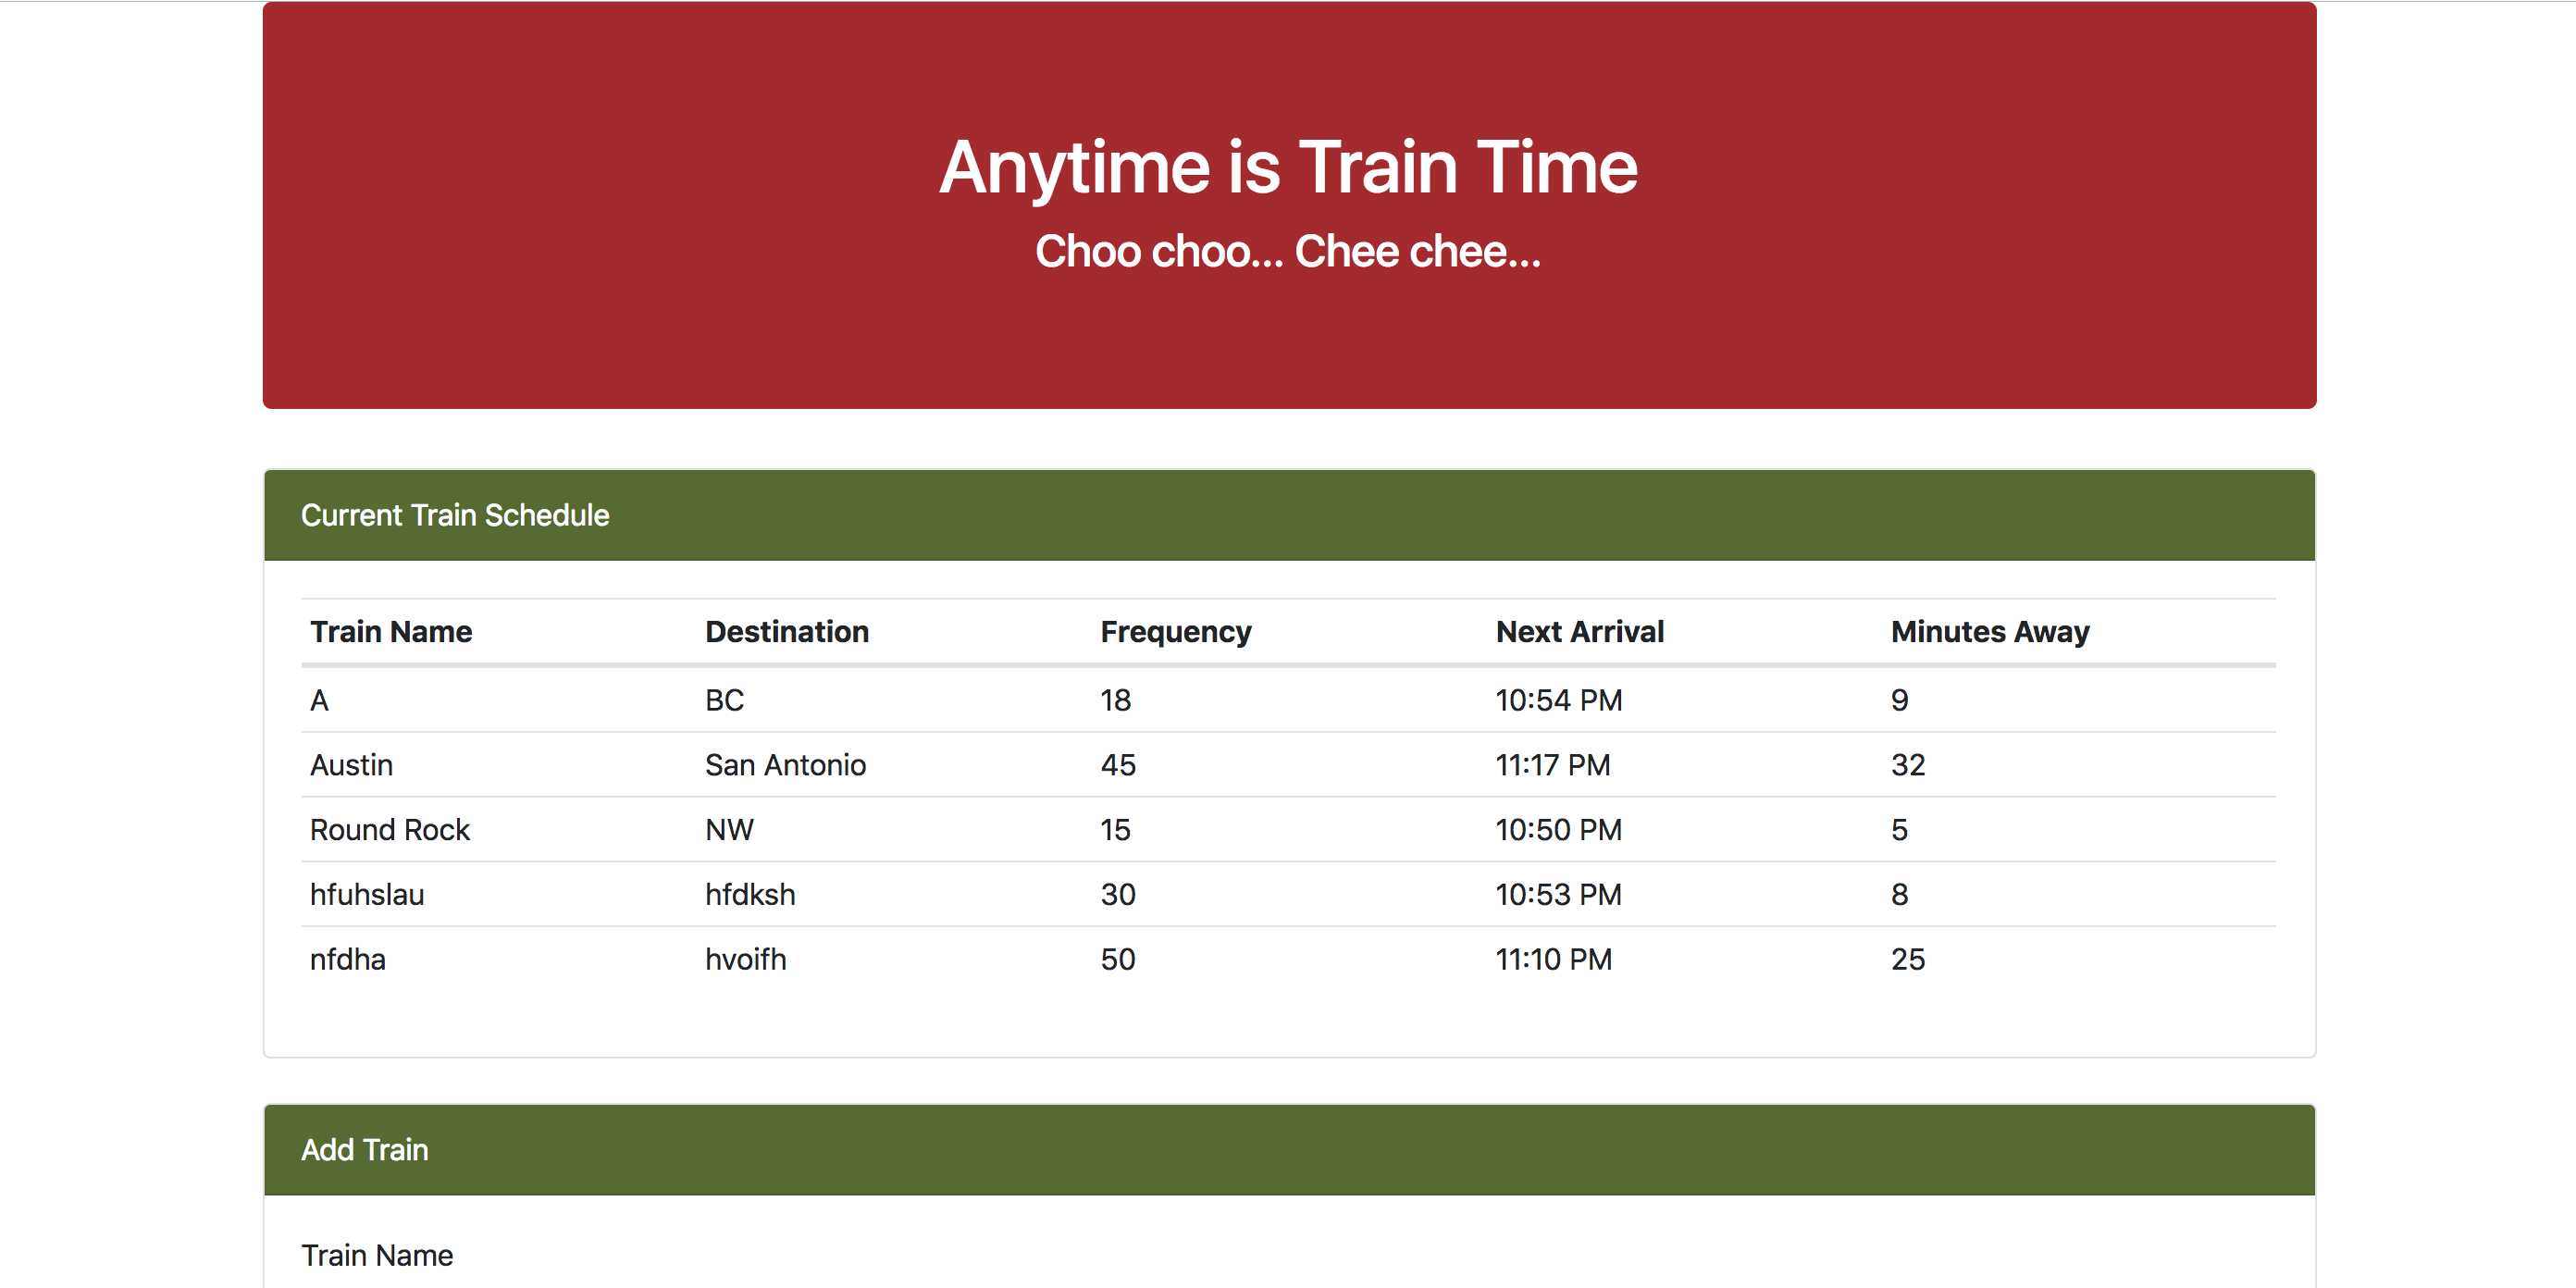 Anytime is Train Time
Choo choo... Chee chee...
Current Train Schedule
Train Name Destination Frequency Next Arrival Minutes Away
A BC 18 10:54 PM 9
Austin San Antonio 45 11:17 PM 32
Round Rock NW 15 10:50 PM 5
hfuhslau hfdksh 30 10:53 PM 8
nfdha hvoifh 50 11:10 PM 25
Add Train
Train Name